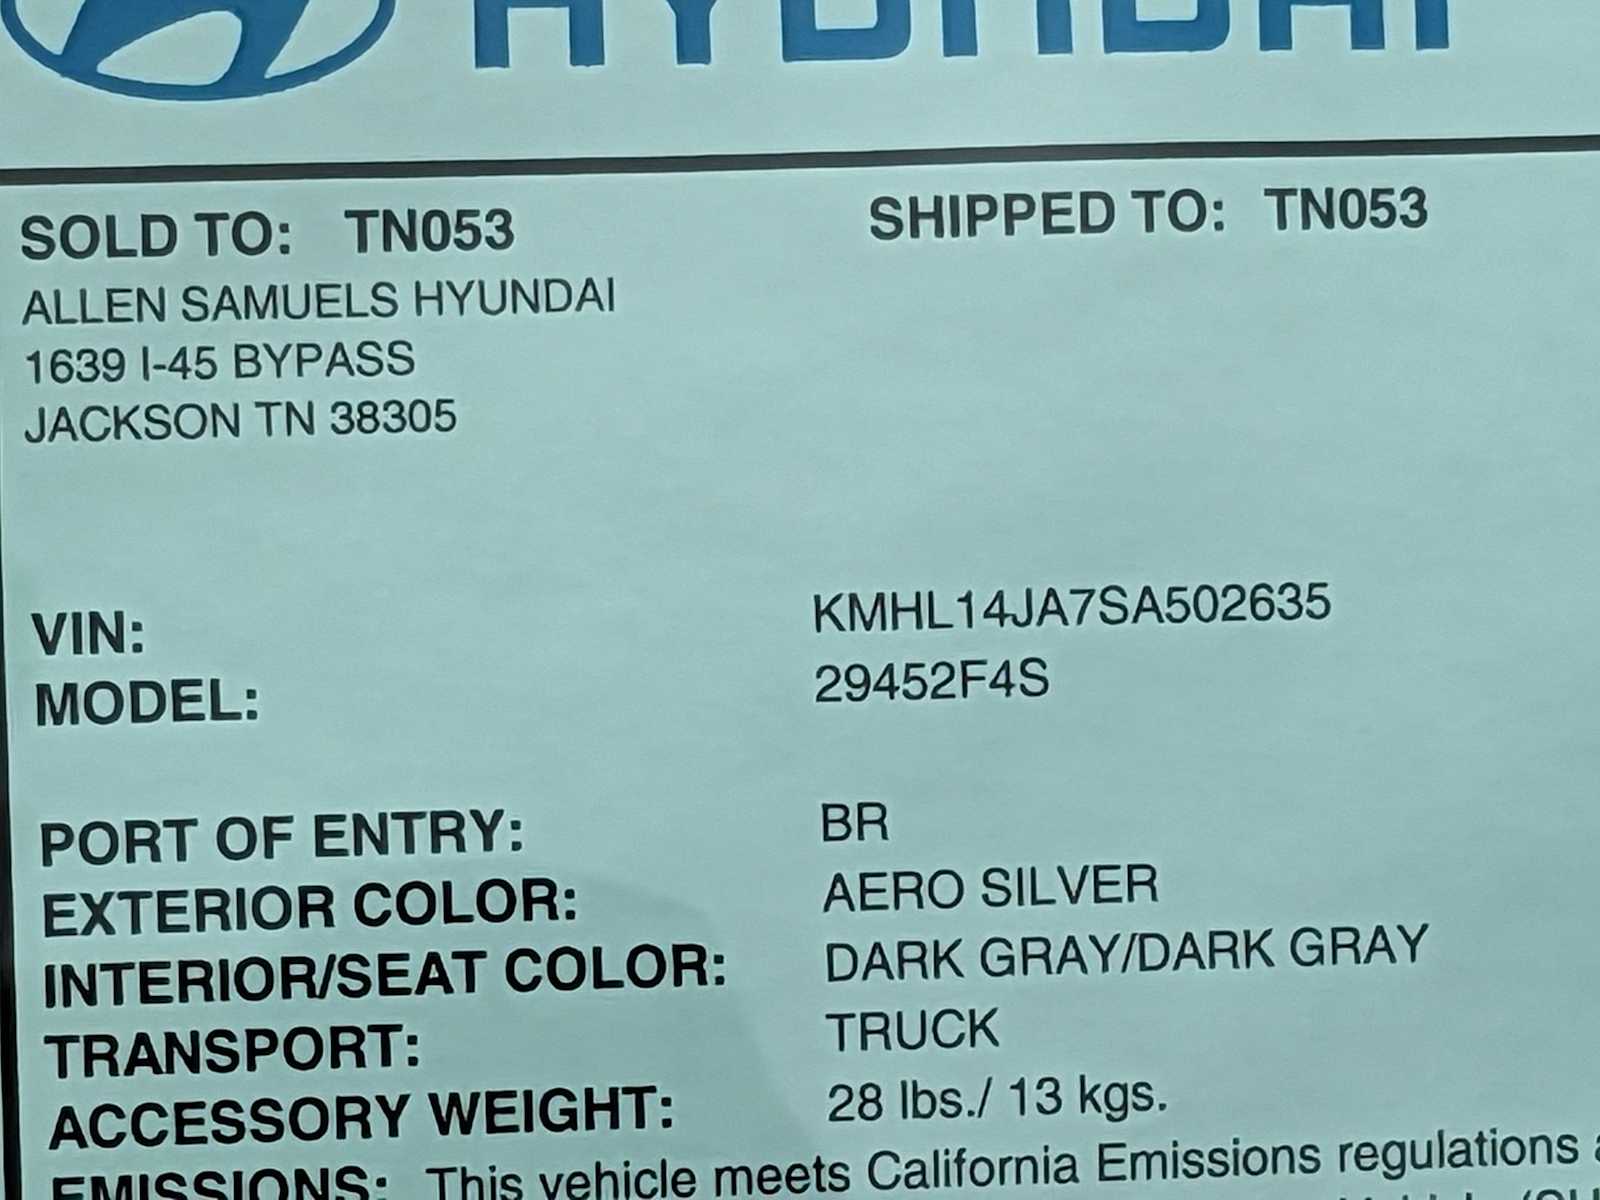 HYUNDAI
SOLD TO: TN053
SHIPPED TO: TN053
ALLEN SAMUELS HYUNDAI
1639 I-45 BYPASS
JACKSON TN 38305
VIN: KMHL14JA7SA502635
MODEL: 29452F4S
PORT OF ENTRY: BR
EXTERIOR COLOR: AERO SILVER
INTERIOR/SEAT COLOR: DARK GRAY/DARK GRAY
TRANSPORT: TRUCK
ACCESSORY WEIGHT: 28 lbs./ 13 kgs.
EMISSIONS: This vehicle meets California Emissions regulations